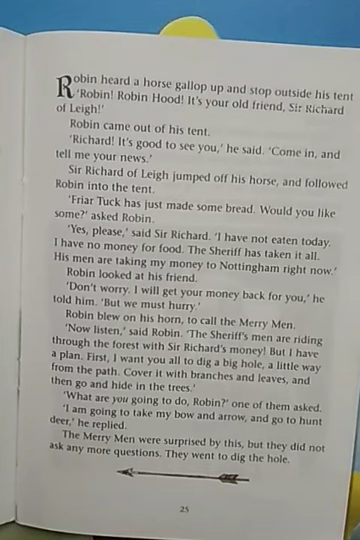 Robin heard a horse gallop up and stop outside his tent
'Robin! Robin Hood! It's your old friend, Sir Richard
of Leigh!'
Robin came out of his tent.
'Richard! It's good to see you,' he said. 'Come in, and
tell me your news.'
Sir Richard of Leigh jumped off his horse, and followed
Robin into the tent.
'Friar Tuck has just made some bread. Would you like
some?' asked Robin.
'Yes, please,' said Sir Richard. 'I have not eaten today.
I have no money for food. The Sheriff has taken it all.
His men are taking my money to Nottingham right now.'
Robin looked at his friend.
'Don't worry. I will get your money back for you,' he
told him. 'But we must hurry.'
Robin blew on his horn, to call the Merry Men.
'Now listen,' said Robin. 'The Sheriff's men are riding
through the forest with Sir Richard's money! But I have
a plan. First, I want you all to dig a big hole, a little way
from the path. Cover it with branches and leaves, and
then go and hide in the trees.'
'What are you going to do, Robin?' one of them asked.
'I am going to take my bow and arrow, and go to hunt
deer,' he replied.
The Merry Men were surprised by this, but they did not
ask any more questions. They went to dig the hole.
25